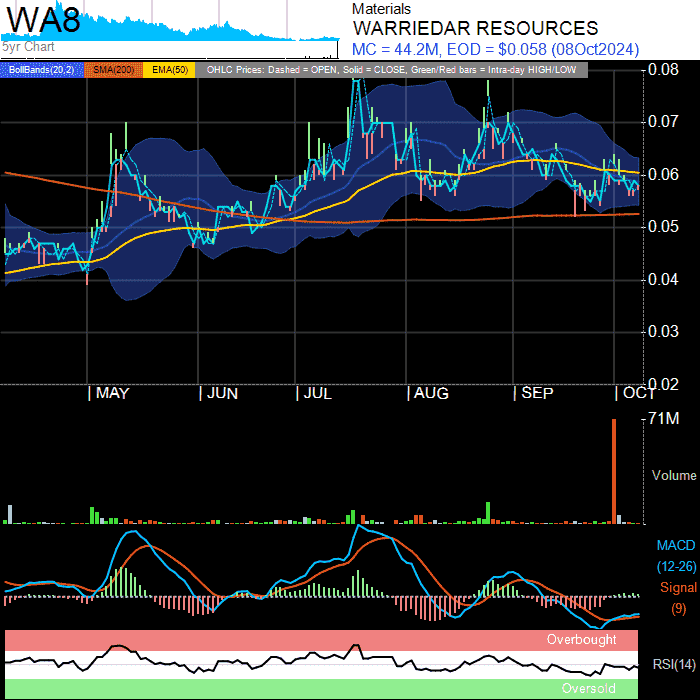 WA8
Materials
WARRIEDAR RESOURCES
5yr Chart
MC = 44.2M, EOD = $0.058 (08Oct2024)
BollBands(20,2) SMA(200) EMA(50) OHLC Prices: Dashed = OPEN, Solid = CLOSE, Green/Red bars = Intra-day HIGH/LOW
0.08
0.07
0.06
0.05
0.04
0.03
0.02
MAY JUN JUL AUG SEP OCT
71M
Volume
MACD
(12-26)
Signal
(9)
Overbought
RSI(14)
Oversold